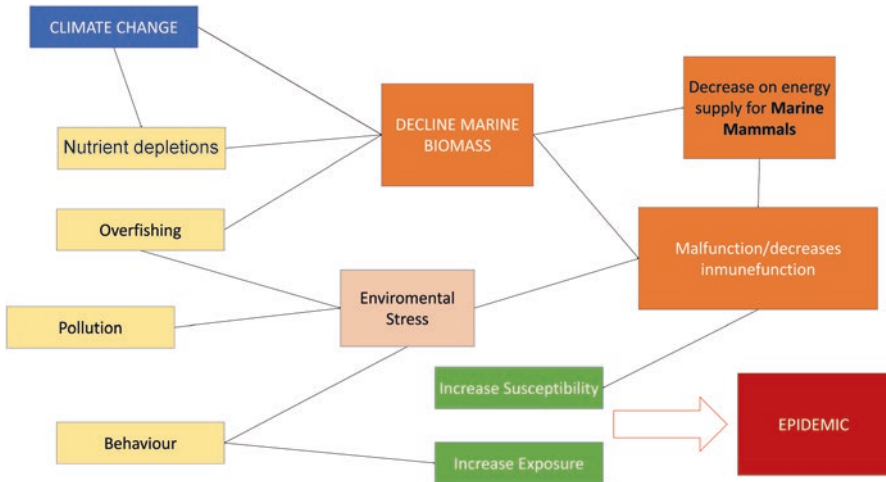 CLIMATE CHANGE
Nutrient depletions
Overfishing
Pollution
Behaviour
DECLINE MARINE
BIOMASS
Enviromental
Stress
Increase Susceptibility
Increase Exposure
Decrease on energy
supply for Marine
Mammals
Malfunction/decreases
inmunefunction
EPIDEMIC